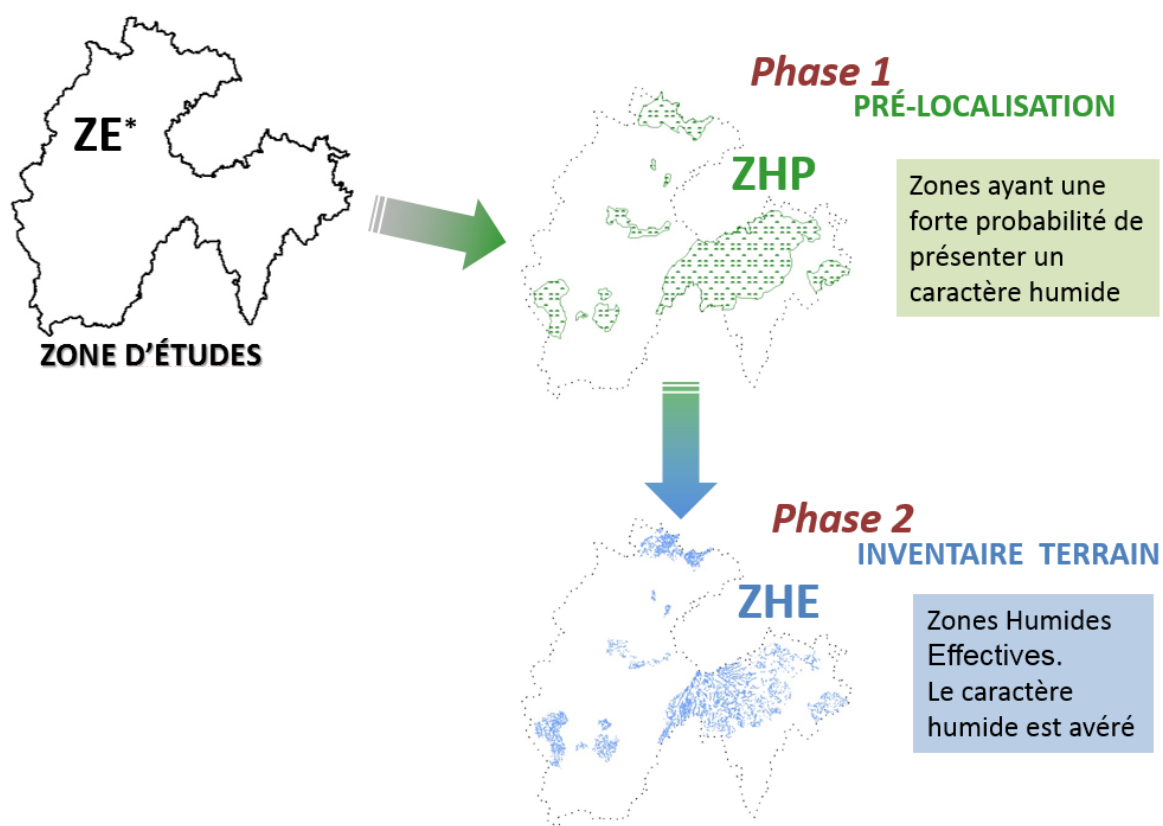 ZE*
ZONE D'ÉTUDES
Phase 1
PRÉ-LOCALISATION
ZHP
Zones ayant une
forte probabilité de
présenter un
caractère humide
Phase 2
INVENTAIRE TERRAIN
ZHE
Zones Humides
Effectives.
Le caractère
humide est avéré